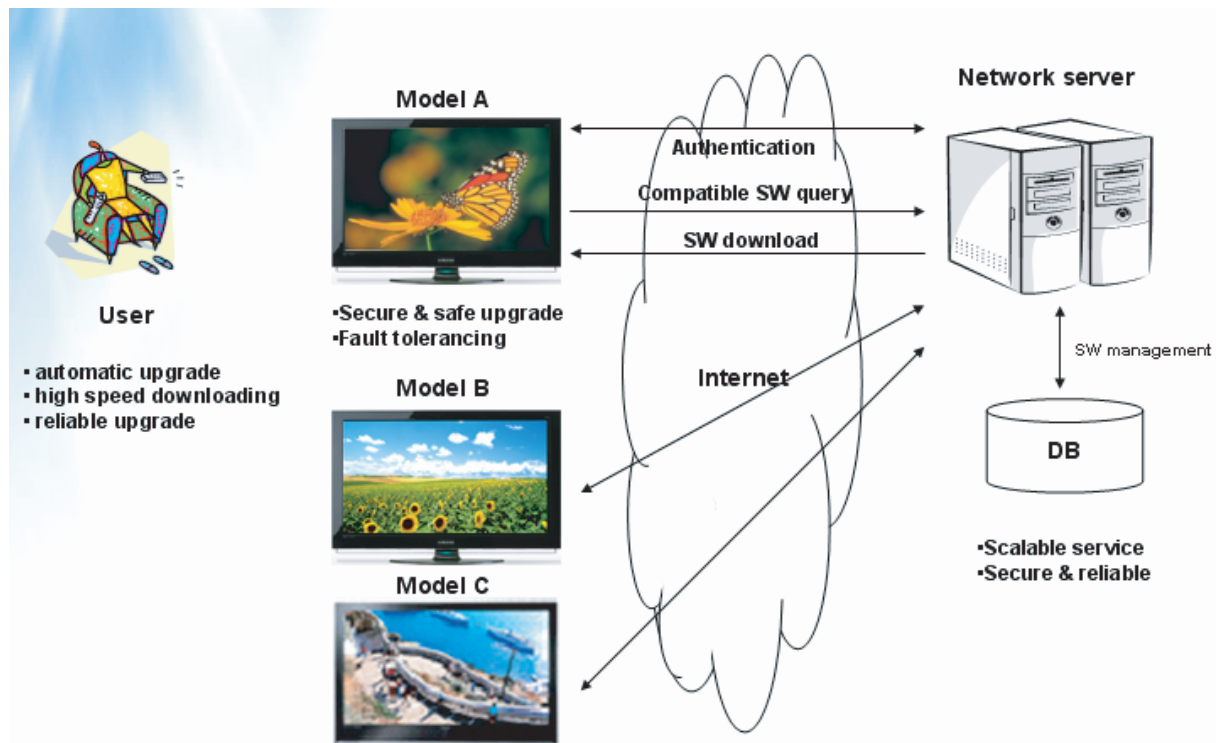 Model A
Network server
Authentication
Compatible SW query
SW download
User
▪Secure & safe upgrade
▪Fault tolerancing
▪ automatic upgrade
▪ high speed downloading
▪ reliable upgrade
Internet
SW management
Model B
DB
▪Scalable service
▪Secure & reliable
Model C